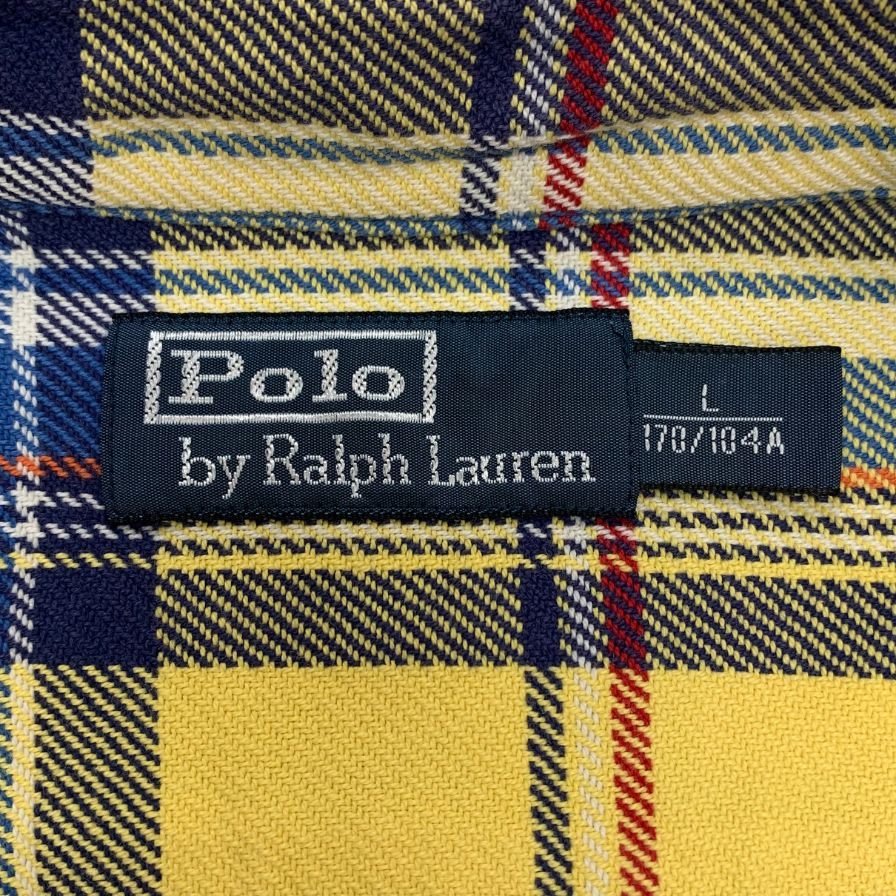 Polo
by Ralph Lauren
L
170/104A